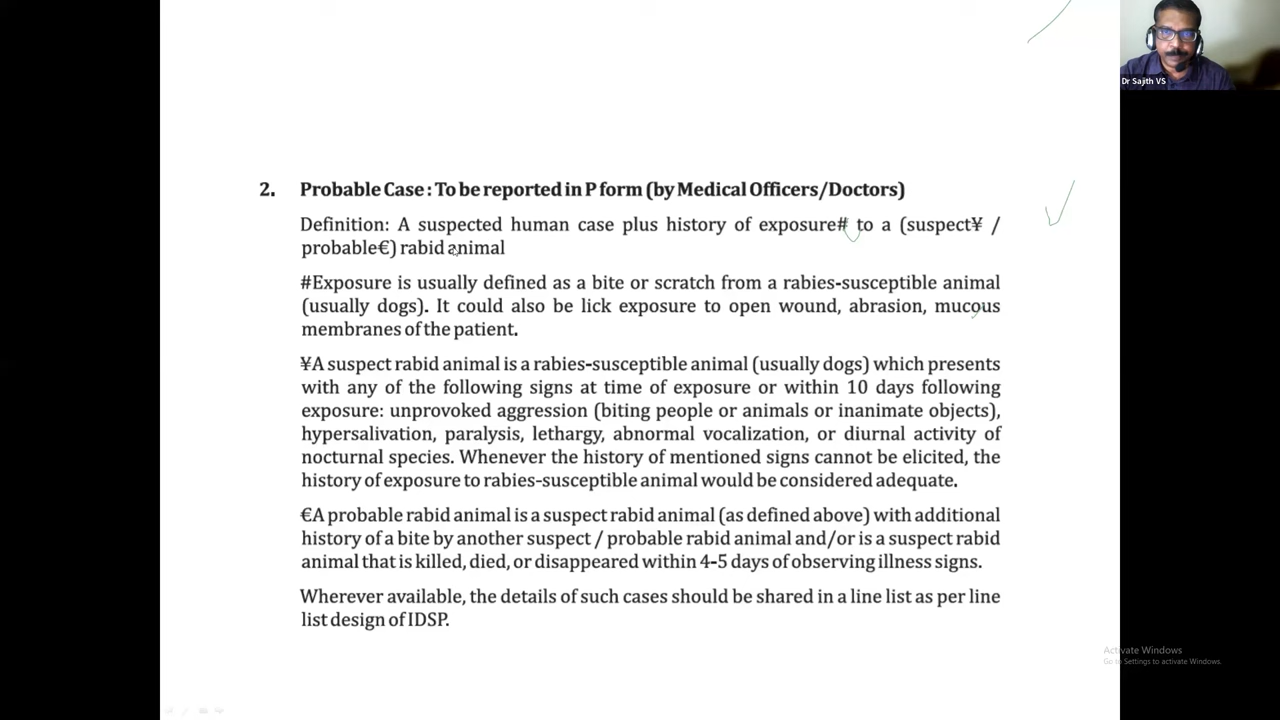 Dr Sajith VS
2. Probable Case : To be reported in P form (by Medical Officers/Doctors)
Definition: A suspected human case plus history of exposure# to a (suspect¥ /
probable€) rabid animal
#Exposure is usually defined as a bite or scratch from a rabies-susceptible animal
(usually dogs). It could also be lick exposure to open wound, abrasion, mucous
membranes of the patient.
¥A suspect rabid animal is a rabies-susceptible animal (usually dogs) which presents
with any of the following signs at time of exposure or within 10 days following
exposure: unprovoked aggression (biting people or animals or inanimate objects),
hypersalivation, paralysis, lethargy, abnormal vocalization, or diurnal activity of
nocturnal species. Whenever the history of mentioned signs cannot be elicited, the
history of exposure to rabies-susceptible animal would be considered adequate.
€A probable rabid animal is a suspect rabid animal (as defined above) with additional
history of a bite by another suspect / probable rabid animal and/or is a suspect rabid
animal that is killed, died, or disappeared within 4-5 days of observing illness signs.
Wherever available, the details of such cases should be shared in a line list as per line
list design of IDSP.
Activate Windows
Go to Settings to activate Windows.